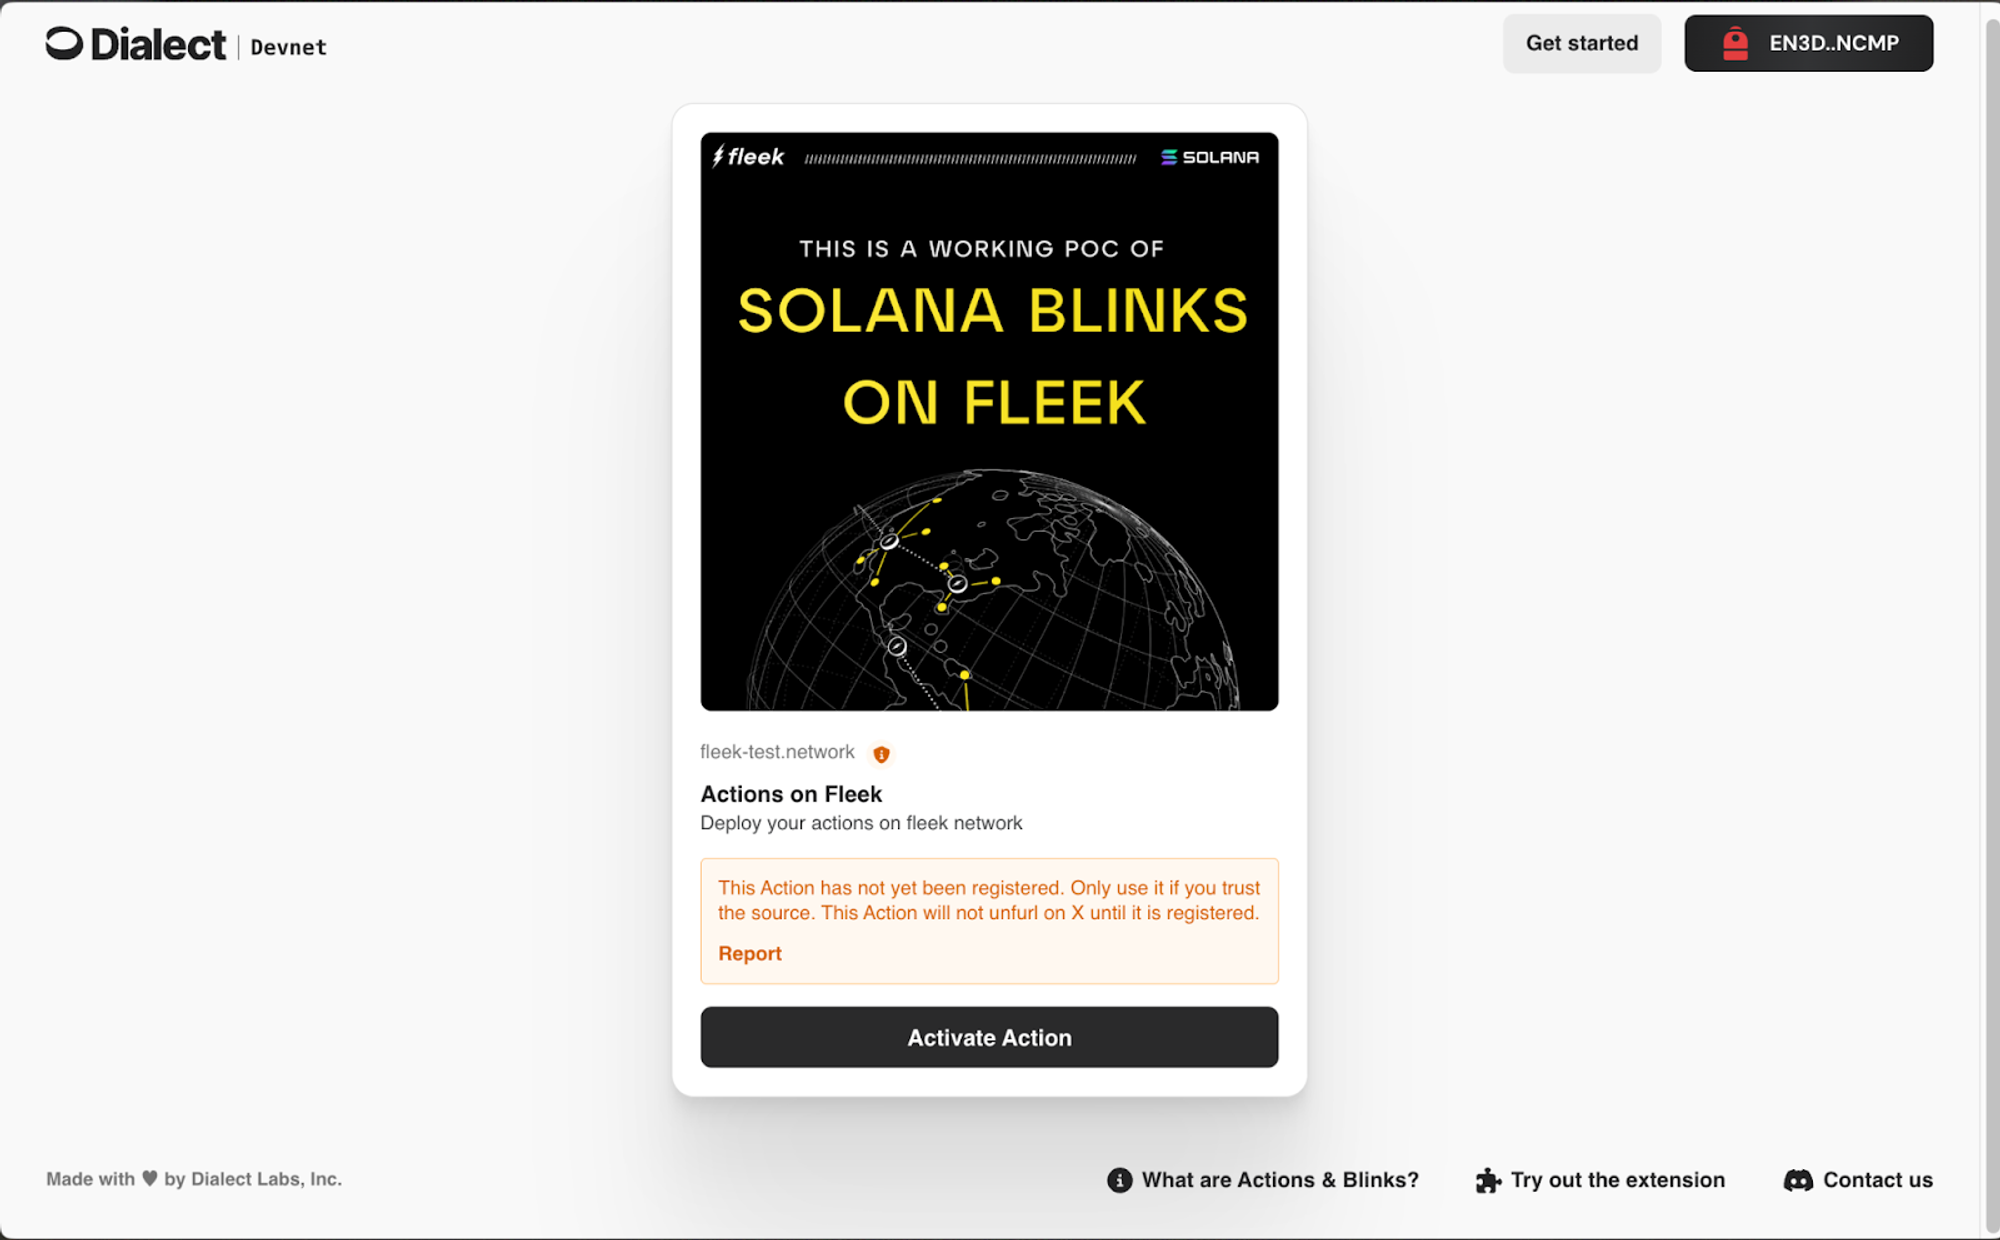 Dialect | Devnet
Get started
EN3D..NCMP
fleek
SOLANA
THIS IS A WORKING POC OF
SOLANA BLINKS
ON FLEEK
fleek-test.network
Actions on Fleek
Deploy your actions on fleek network
This Action has not yet been registered. Only use it if you trust
the source. This Action will not unfurl on X until it is registered.
Report
Activate Action
Made with ♥ by Dialect Labs, Inc.
What are Actions & Blinks?
Try out the extension
Contact us